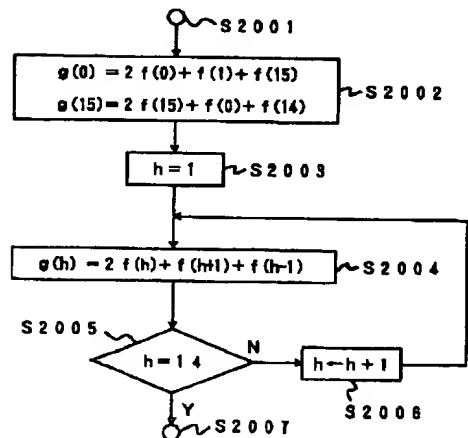 S2001
g(0) = 2 f(0) + f(1) + f(15)
g(15) = 2 f(15) + f(0) + f(14)
S2002
h = 1
S2003
g(h) = 2 f(h) + f(h+1) + f(h-1)
S2004
S2005
h = 14
N
h ← h + 1
S2006
Y
S2007